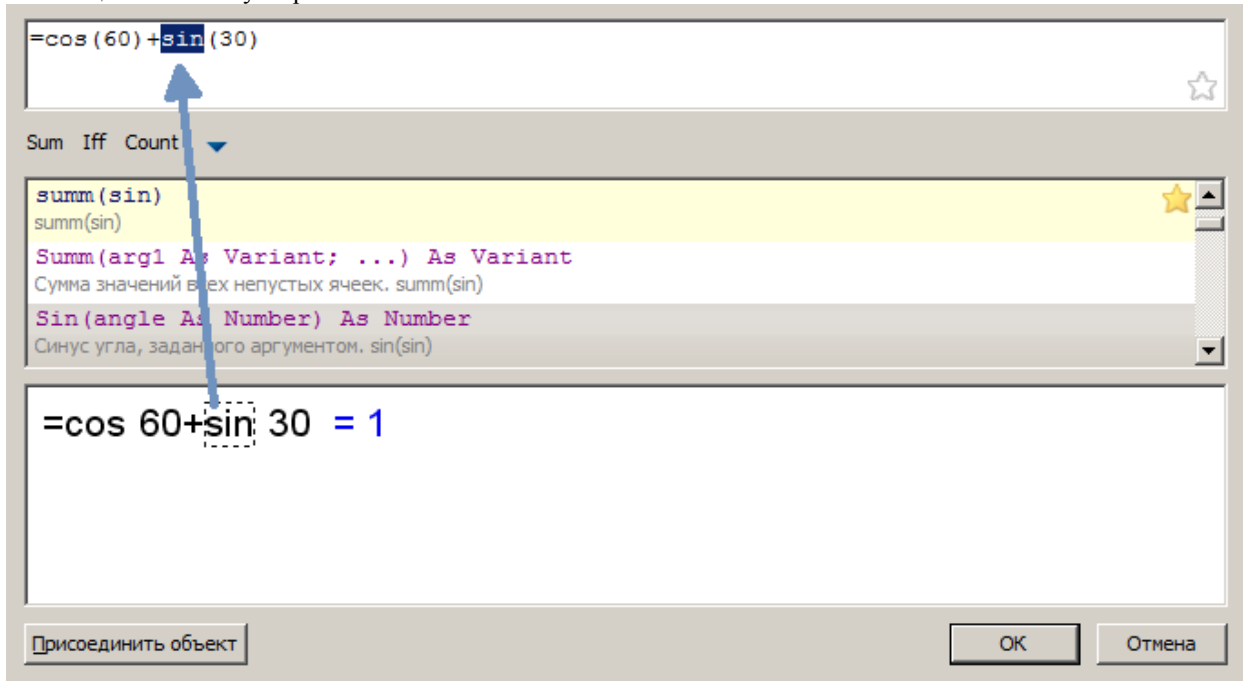 =cos(60)+sin(30)
Sum Iff Count
summ(sin)
summ(sin)
Summ(arg1 As Variant; ...) As Variant
Сумма значений всех непустых ячеек. summ(sin)
Sin(angle As Number) As Number
Синус угла, заданного аргументом. sin(sin)
=cos 60+sin 30 = 1
Присоединить объект
OK
Отмена